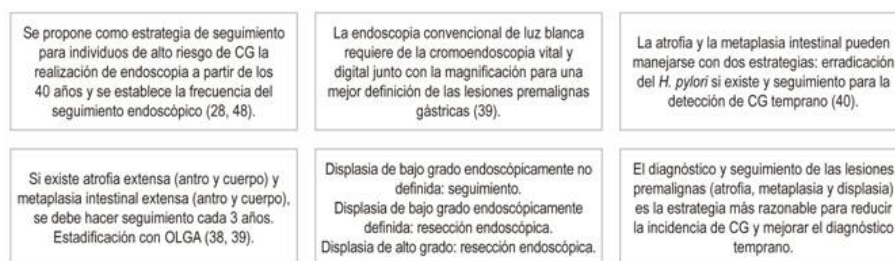 Se propone como estrategia de seguimiento
para individuos de alto riesgo de CG la
realización de endoscopia a partir de los
40 años y se establece la frecuencia del
seguimiento endoscópico (28, 48).
La endoscopia convencional de luz blanca
requiere de la cromoendoscopia vital y
digital junto con la magnificación para una
mejor definición de las lesiones premalignas
gástricas (39).
La atrofia y la metaplasia intestinal pueden
manejarse con dos estrategias: erradicación
del H. pylori si existe y seguimiento para la
detección de CG temprano (40).
Si existe atrofia extensa (antro y cuerpo) y
metaplasia intestinal extensa (antro y cuerpo),
se debe hacer seguimiento cada 3 años.
Estadificación con OLGA (38, 39).
Displasia de bajo grado endoscópicamente no
definida: seguimiento.
Displasia de bajo grado endoscópicamente
definida: resección endoscópica.
Displasia de alto grado: resección endoscópica.
El diagnóstico y seguimiento de las lesiones
premalignas (atrofia, metaplasia y displasia)
es la estrategia más razonable para reducir
la incidencia de CG y mejorar el diagnóstico
temprano.